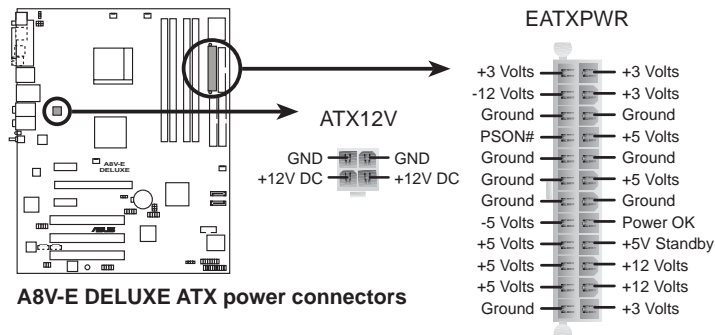 EATXPWR
+3 Volts +3 Volts
-12 Volts +3 Volts
Ground Ground
PSON# +5 Volts
Ground Ground
Ground +5 Volts
Ground Ground
-5 Volts Power OK
+5 Volts +5V Standby
+5 Volts +12 Volts
+5 Volts +12 Volts
Ground +3 Volts
ATX12V
GND GND
+12V DC +12V DC
A8V-E
DELUXE
ASUS
A8V-E DELUXE ATX power connectors